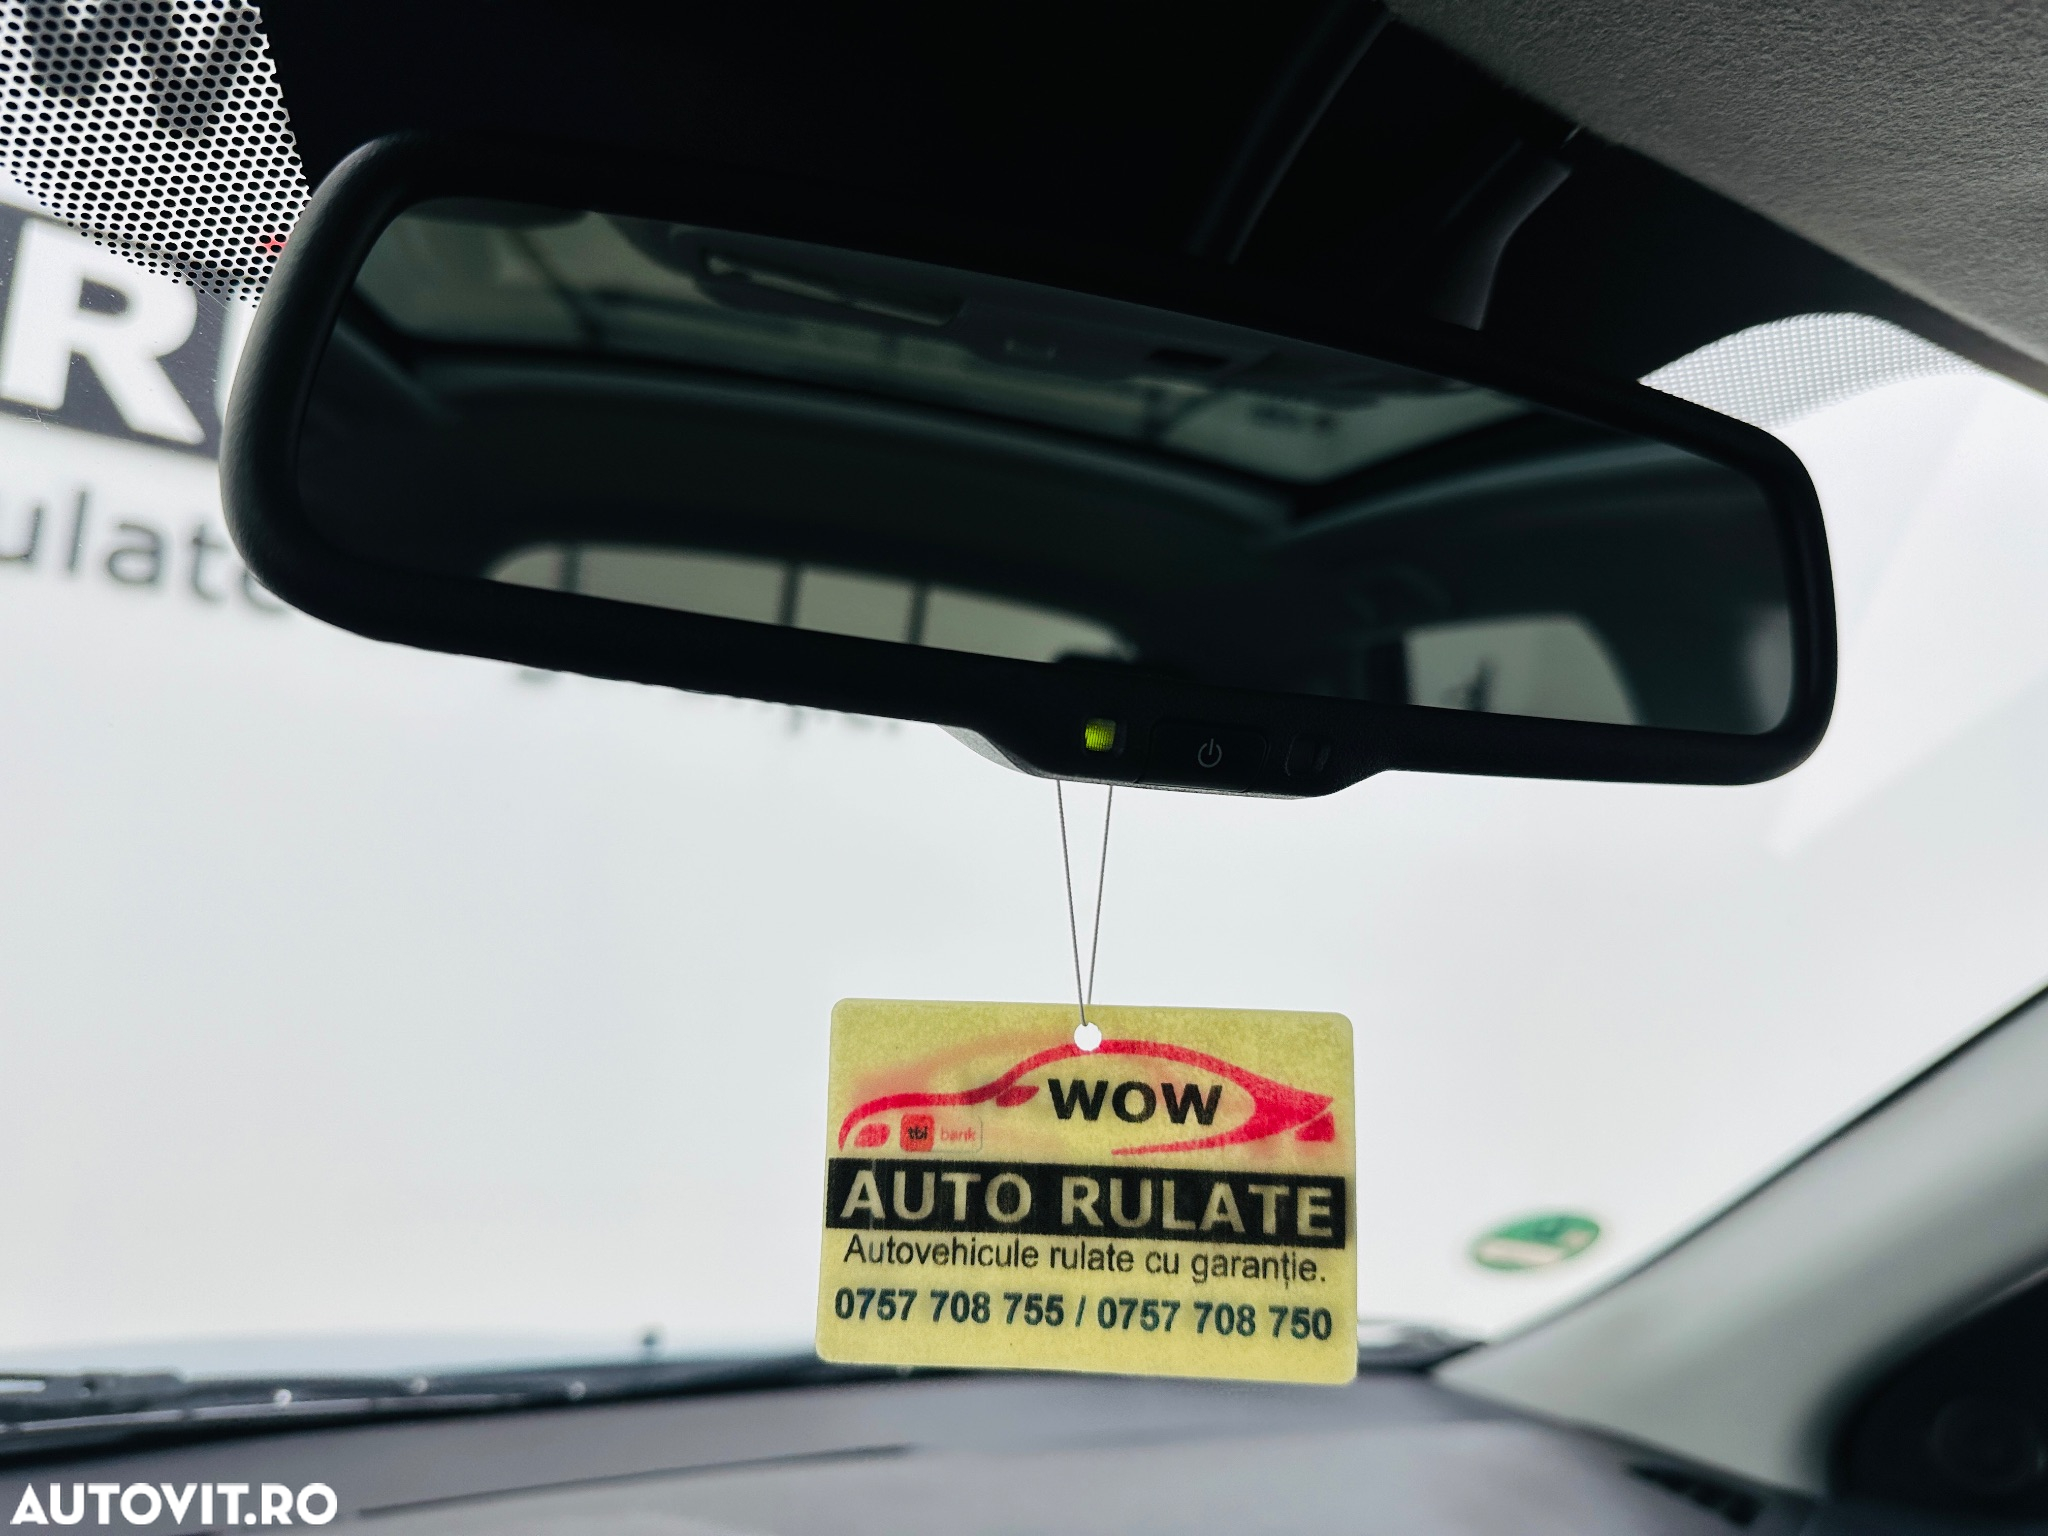 WOW
tbi bank
AUTO RULATE
Autovehicule rulate cu garanție.
0757 708 755 / 0757 708 750
AUTOVIT.RO